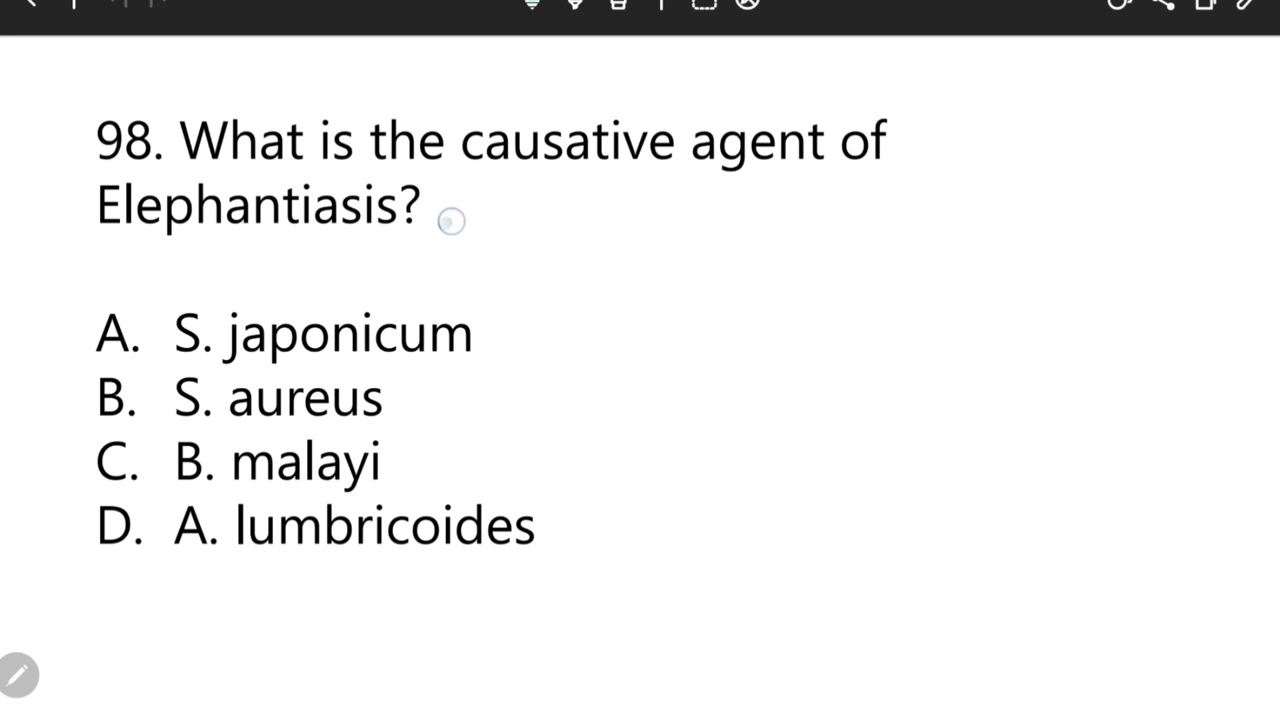 98. What is the causative agent of
Elephantiasis?
A. S. japonicum
B. S. aureus
C. B. malayi
D. A. lumbricoides